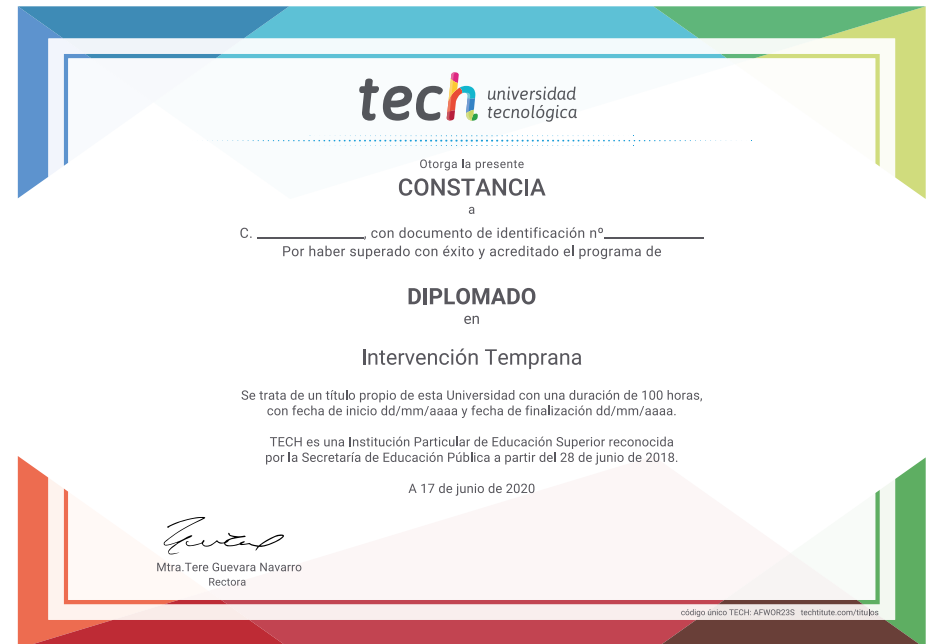 tech universidad
tecnológica
Otorga la presente
CONSTANCIA
a
C. ______________, con documento de identificación nº_____________
Por haber superado con éxito y acreditado el programa de
DIPLOMADO
en
Intervención Temprana
Se trata de un título propio de esta Universidad con una duración de 100 horas,
con fecha de inicio dd/mm/aaaa y fecha de finalización dd/mm/aaaa.
TECH es una Institución Particular de Educación Superior reconocida
por la Secretaría de Educación Pública a partir del 28 de junio de 2018.
A 17 de junio de 2020
Mtra.Tere Guevara Navarro
Rectora
código único TECH: AFWOR23S techtitute.com/titulos